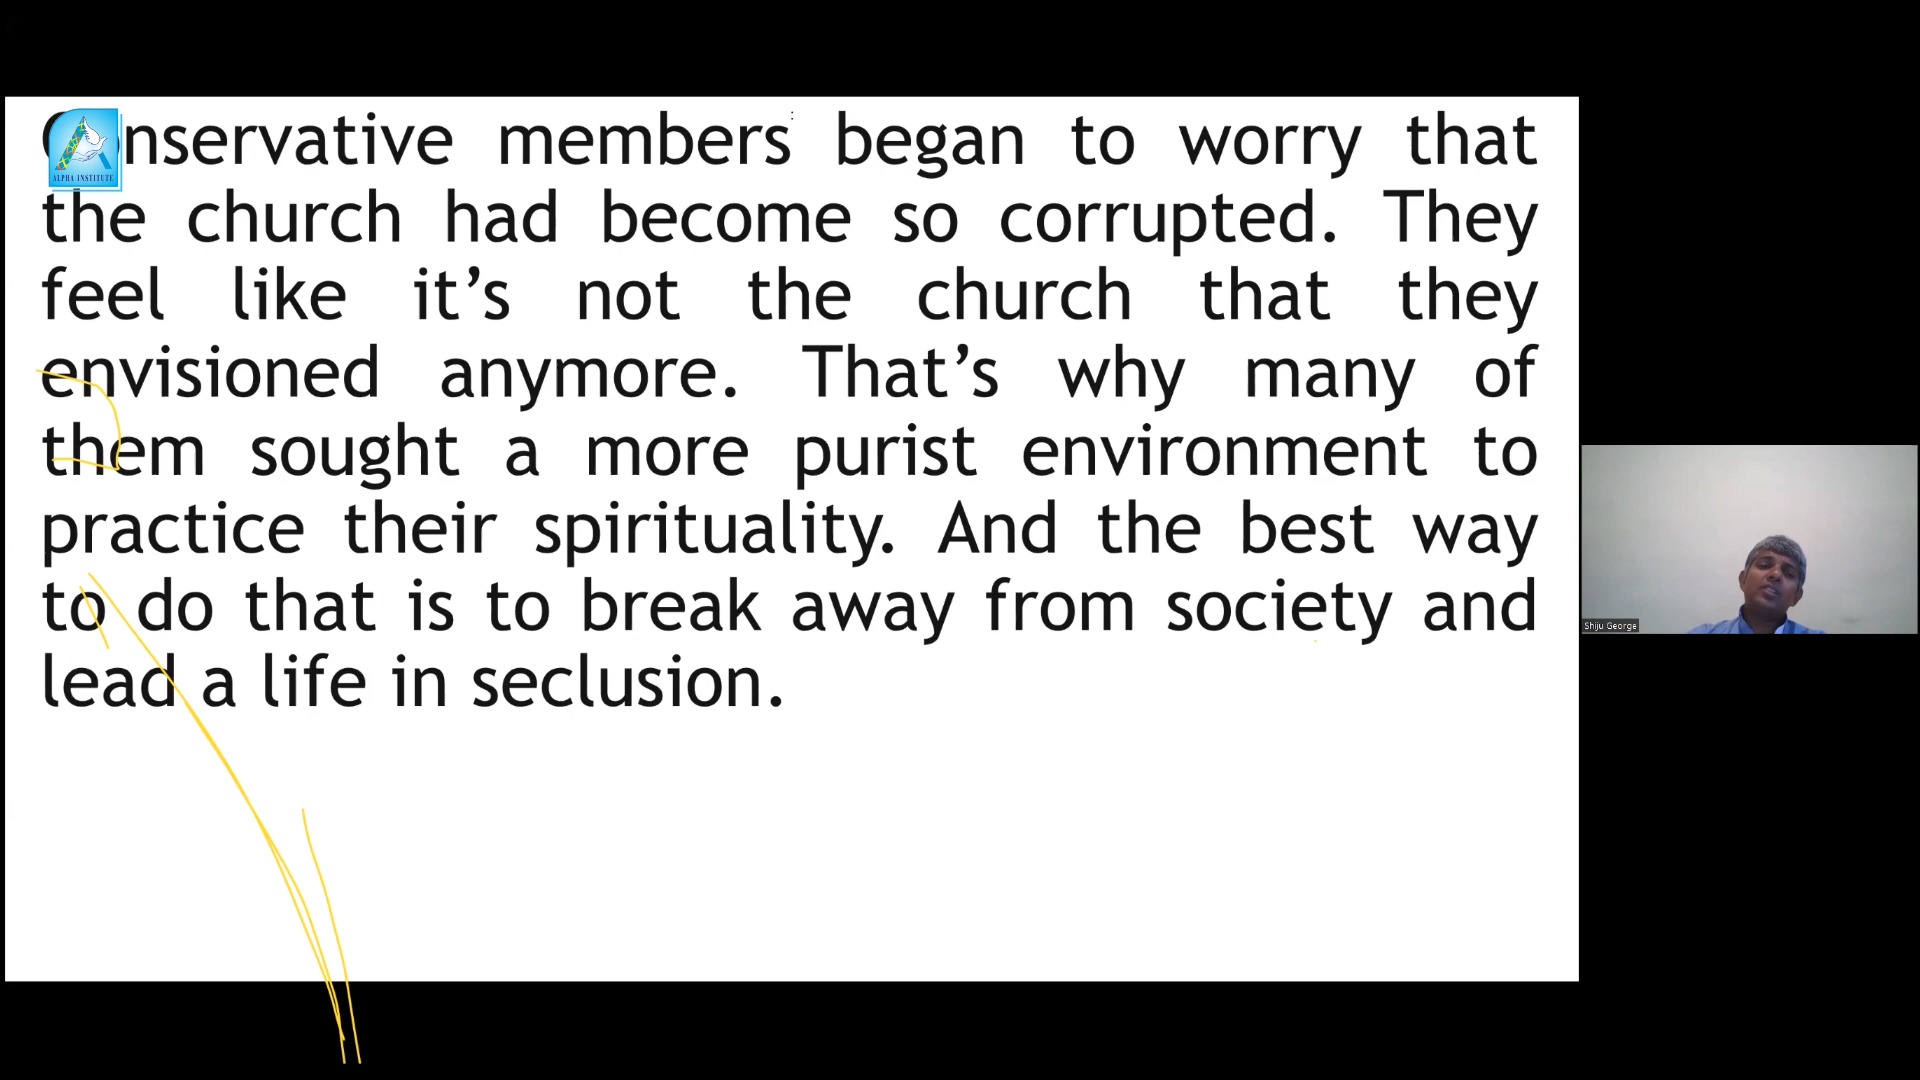 Conservative members began to worry that
the church had become so corrupted. They
feel like it’s not the church that they
envisioned anymore. That’s why many of
them sought a more purist environment to
practice their spirituality. And the best way
to do that is to break away from society and
lead a life in seclusion.
ALPHA INSTITUTE
Shiju George